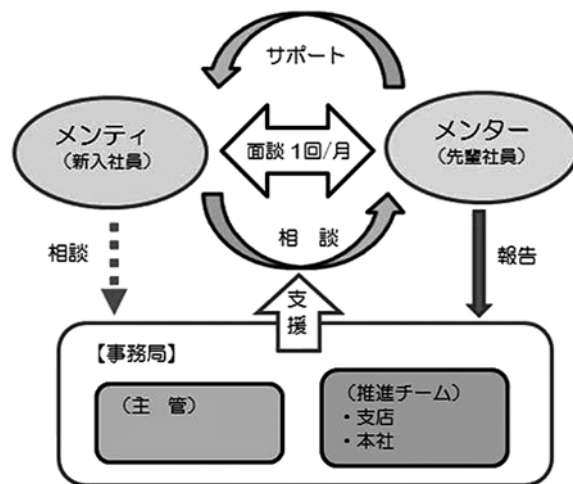 サポート
メンティ
(新入社員)
面談 1回/月
メンター
(先輩社員)
相談
相 談
報告
支
援
【事務局】
(主 管)
(推進チーム)
・支店
・本社